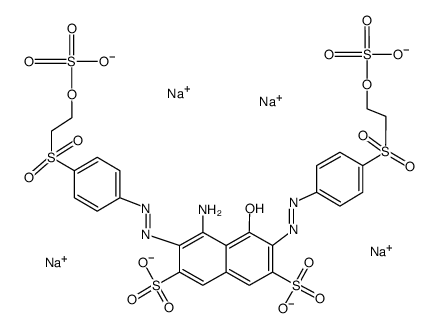 O O
O S O⁻ O S O⁻
O O
Na⁺ Na⁺
O O
S S
O O
N NH₂ OH N
N N
Na⁺ O⁻ O Na⁺
O S S O
O O⁻